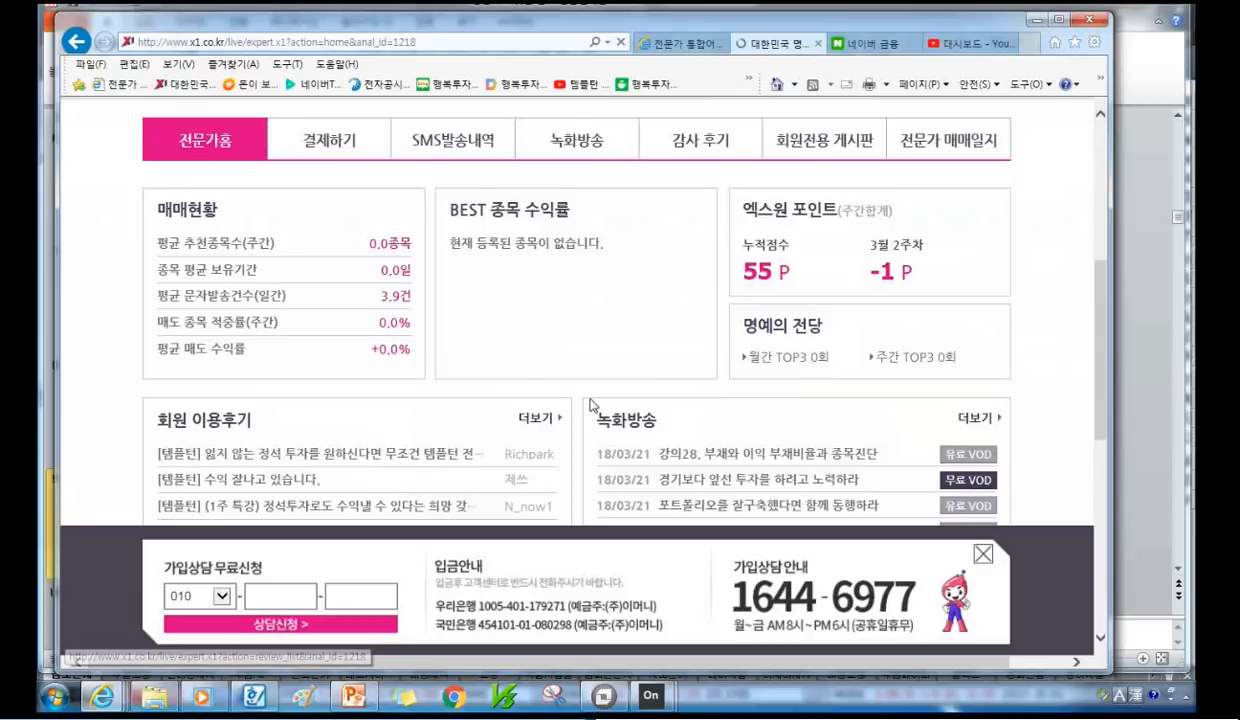 http://www.x1.co.kr/live/expert.x1?action=home&anal_id=1218
전문가 통합어...
대한민국 명...
네이버 금융
대시보드 - You...
파일(F) 편집(E) 보기(V) 즐겨찾기(A) 도구(T) 도움말(H)
전문가 ...
대한민국...
돈이 보...
네이버T...
전자공시...
행복투자...
행복투자...
템플턴 ...
행복투자...
페이지(P) 안전(S) 도구(O)
전문가홈
결제하기
SMS발송내역
녹화방송
감사 후기
회원전용 게시판
전문가 매매일지
매매현황
평균 추천종목수(주간) 0.0종목
종목 평균 보유기간 0.0일
평균 문자발송건수(일간) 3.9건
매도 종목 적중률(주간) 0.0%
평균 매도 수익률 +0.0%
BEST 종목 수익률
현재 등록된 종목이 없습니다.
엑스원 포인트(주간합계)
누적점수 3월 2주차
55 P -1 P
명예의 전당
월간 TOP3 0회 주간 TOP3 0회
회원 이용후기 더보기
[템플턴] 잃지 않는 정석 투자를 원하신다면 무조건 템플턴 전… Richpark
[템플턴] 수익 잘나고 있습니다. 제쓰
[템플턴] (1주 특강) 정석투자로도 수익낼 수 있다는 희망 갖… N_now1
녹화방송 더보기
18/03/21 강의28, 부채와 이익 부채비율과 종목진단 유료 VOD
18/03/21 경기보다 앞선 투자를 하려고 노력하라 무료 VOD
18/03/21 포트폴리오를 잘구축했다면 함께 동행하라 유료 VOD
가입상담 무료신청
010 - -
상담신청 >
입금안내
입금후 고객센터로 반드시 전화주시기 바랍니다.
우리은행 1005-401-179271 (예금주:(주)이머니)
국민은행 454101-01-080298 (예금주:(주)이머니)
가입상담 안내
1644-6977
월~금 AM8시~PM6시 (공휴일휴무)
http://www.x1.co.kr/live/expert.x1?action=review_list&anal_id=1218
On
A 漢